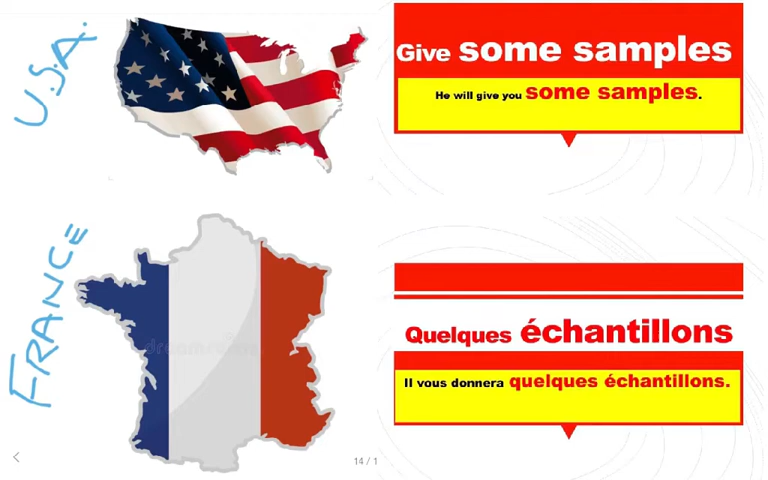 U.S.A.
Give some samples
He will give you some samples.
FRANCE
Quelques échantillons
Il vous donnera quelques échantillons.
14 / 1